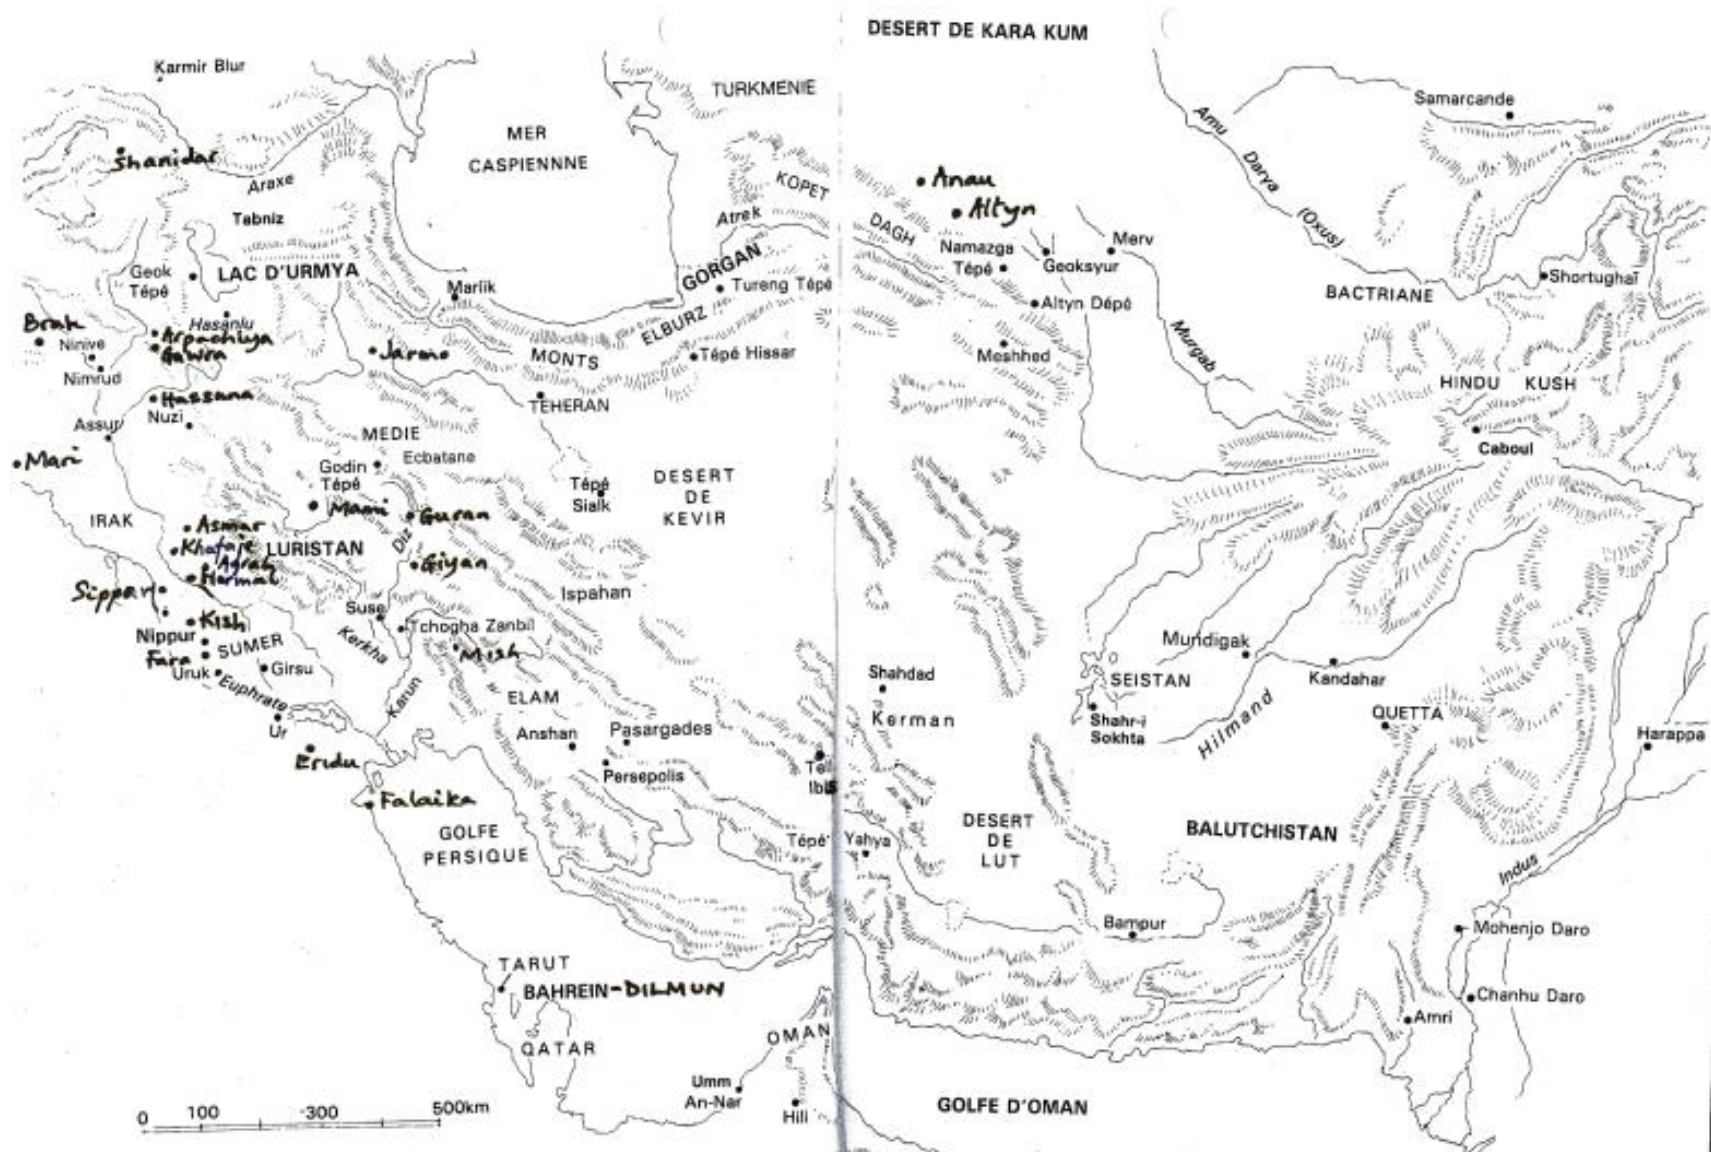 DESERT DE KARA KUM
Karmir Blur
TURKMENIE
Samarcande
MER
CASPIENNNE
Amu
Darya
(Oxus)
Shanidar
Araxe
KOPET
DAGH
Anau
Altyn
Tabniz
Atrek
Namazga
Tépé
Geoksyur
Merv
Geok
Tépé
LAC D'URMYA
Marlik
GORGAN
Tureng Tépé
Altyn Dépé
BACTRIANE
Shortughaï
Brak
Ninive
Hasanlu
Arpachiya
Gawra
Jarmo
MONTS
ELBURZ
Tépé Hissar
Meshhed
Murgab
Nimrud
HINDU KUSH
Hassuna
Nuzi
TEHERAN
Assur
MEDIE
Ecbatane
Caboul
Mari
Godin
Tépé
Tépé
Sialk
DESERT
DE
KEVIR
IRAK
Mami
Guran
Asmar
Khafaje
LURISTAN
Diz
Agrab
Harmal
Giyan
Sippar
Ispahan
Suse
Tchogha Zanbil
Kish
Nippur
Kerkha
Mish
Mundigak
Fara
SUMER
Uruk
Girsu
Shahdad
SEISTAN
Kandahar
Euphrate
Karun
ELAM
Kerman
Shahr-i
Sokhta
Hilmand
QUETTA
Ur
Anshan
Pasargades
Harappa
Eridu
Persepolis
Tell
Iblis
Falaika
GOLFE
PERSIQUE
Tépé Yahya
DESERT
DE
LUT
BALUTCHISTAN
Indus
Bampur
Mohenjo Daro
TARUT
BAHREIN-DILMUN
Chanhu Daro
Amri
QATAR
OMAN
Umm
An-Nar
Hili
GOLFE D'OMAN
0 100 300 500km